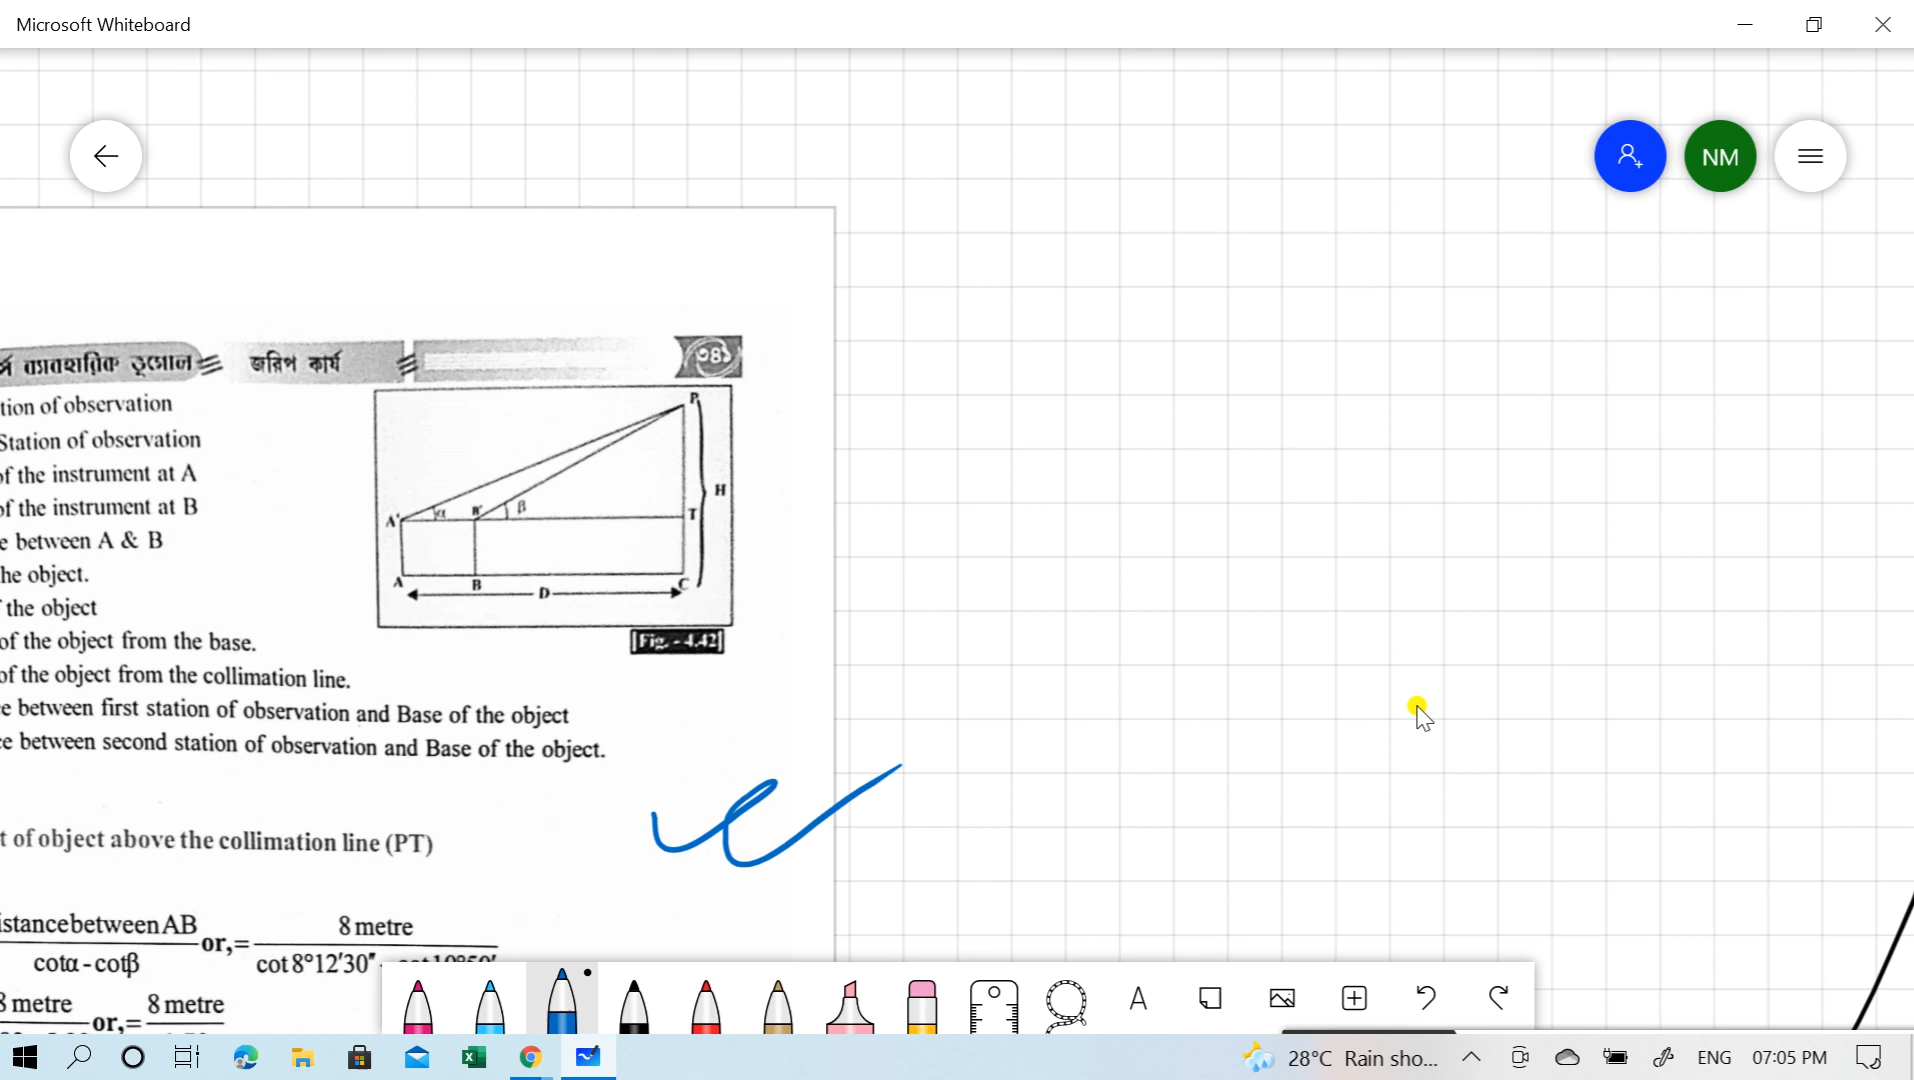 Microsoft Whiteboard
NM
ব্যবহারিক ভূগোল জরিপ কার্য ৩৪১
tion of observation
Station of observation
of the instrument at A
of the instrument at B
e between A & B
he object.
the object
of the object from the base.
of the object from the collimation line.
e between first station of observation and Base of the object
ce between second station of observation and Base of the object.
P
H
A' α B' β T
A B C
D
[Fig. - 4.42]
t of object above the collimation line (PT)
istance between AB or, = 8 metre
cotα - cotβ cot 8°12'30" - cot 10°50'
8 metre or, = 8 metre
A
28°C Rain sho... ENG 07:05 PM